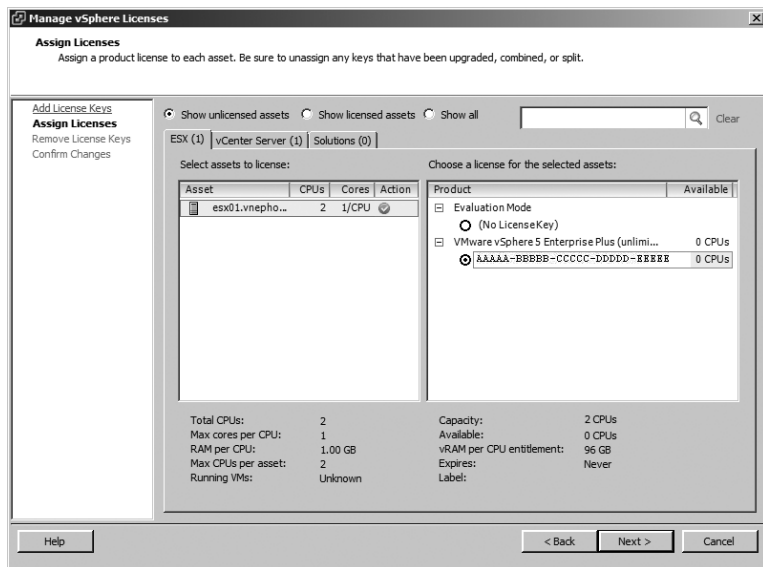 Manage vSphere Licenses
Assign Licenses
Assign a product license to each asset. Be sure to unassign any keys that have been upgraded, combined, or split.
Add License Keys
Assign Licenses
Remove License Keys
Confirm Changes
Show unlicensed assets Show licensed assets Show all Clear
ESX (1) vCenter Server (1) Solutions (0)
Select assets to license:
Asset CPUs Cores Action
esx01.vnepho... 2 1/CPU
Total CPUs: 2
Max cores per CPU: 1
RAM per CPU: 1.00 GB
Max CPUs per asset: 2
Running VMs: Unknown
Choose a license for the selected assets:
Product Available
Evaluation Mode
(No License Key)
VMware vSphere 5 Enterprise Plus (unlimi... 0 CPUs
AAAAA-BBBBB-CCCCC-DDDDD-EEEEE 0 CPUs
Capacity: 2 CPUs
Available: 0 CPUs
vRAM per CPU entitlement: 96 GB
Expires: Never
Label:
Help < Back Next > Cancel